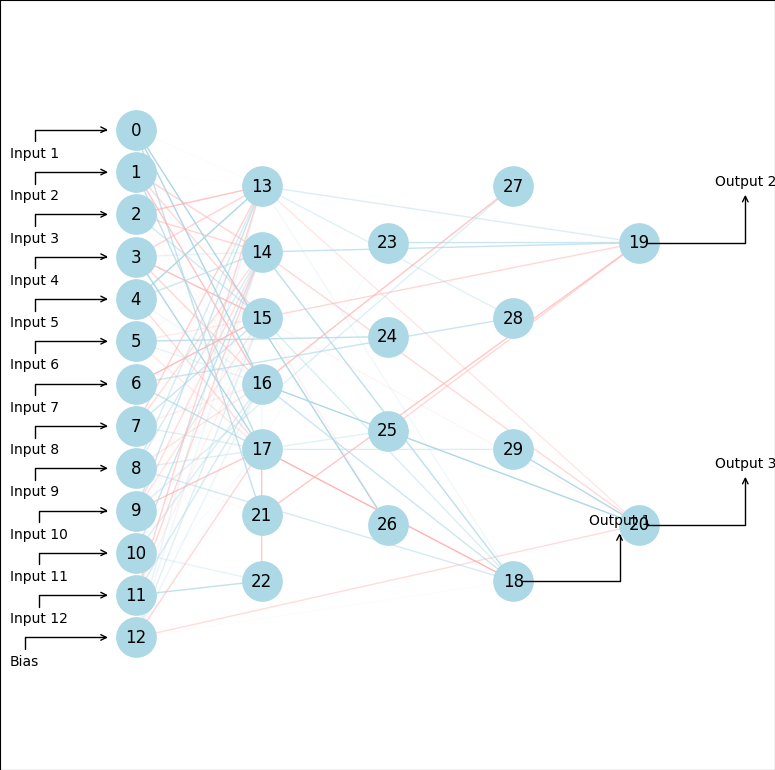 0
Input 1
1
Input 2
2
Input 3
3
Input 4
4
Input 5
5
Input 6
6
Input 7
7
Input 8
8
Input 9
9
Input 10
10
Input 11
11
Input 12
12
Bias
13
14
15
16
17
21
22
23
24
25
26
27
28
29
18
Output 1
19
Output 2
20
Output 3